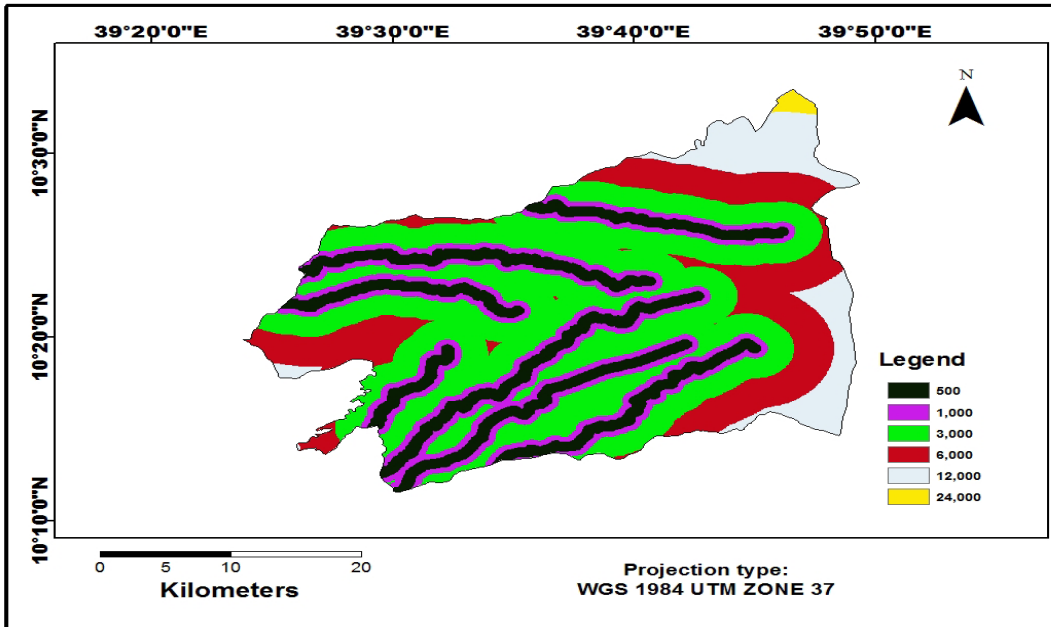 39°20'0"E 39°30'0"E 39°40'0"E 39°50'0"E
N
10°30'0"N
10°20'0"N
10°10'0"N
Legend
500
1,000
3,000
6,000
12,000
24,000
0 5 10 20
Kilometers
Projection type:
WGS 1984 UTM ZONE 37